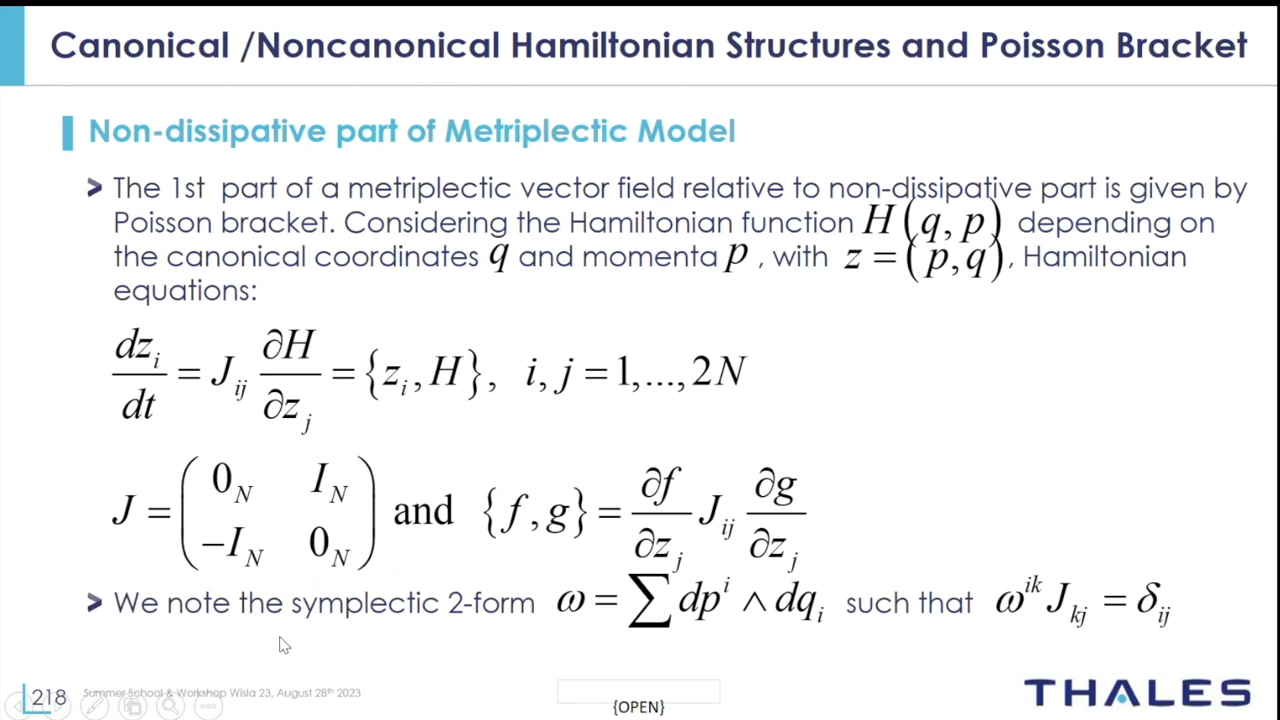 Canonical /Noncanonical Hamiltonian Structures and Poisson Bracket
Non-dissipative part of Metriplectic Model
➢ The 1st part of a metriplectic vector field relative to non-dissipative part is given by
Poisson bracket. Considering the Hamiltonian function H(q, p) depending on
the canonical coordinates q and momenta p , with z = (p,q), Hamiltonian
equations:
dz_i/dt = J_ij ∂H/∂z_j = {z_i, H}, i, j = 1,...,2N
J = ( 0_N I_N ; −I_N 0_N ) and {f, g} = ∂f/∂z_j J_ij ∂g/∂z_j
➢ We note the symplectic 2-form ω = ∑ dp^i ∧ dq_i such that ω^ik J_kj = δ_ij
218 Summer School & Workshop Wisla 23, August 28th 2023
{OPEN}
THALES